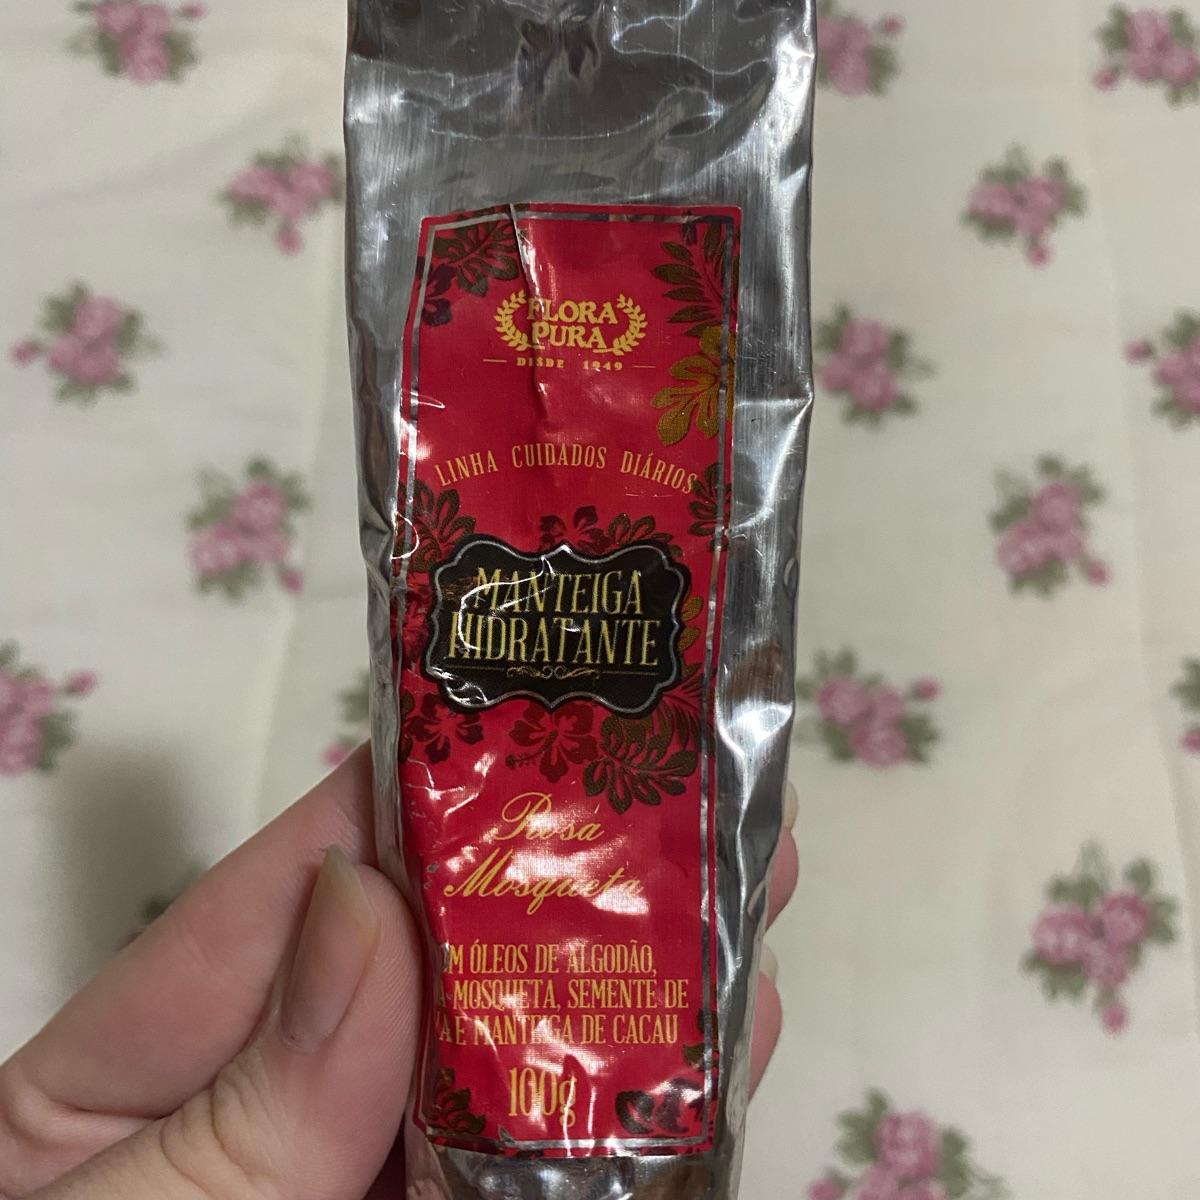 FLORA
PURA
DESDE 1949
LINHA CUIDADOS DIÁRIOS
MANTEIGA
HIDRATANTE
Rosa
Mosqueta
ÓLEOS DE ALGODÃO,
MOSQUETA, SEMENTE DE
E MANTEIGA DE CACAU
100g